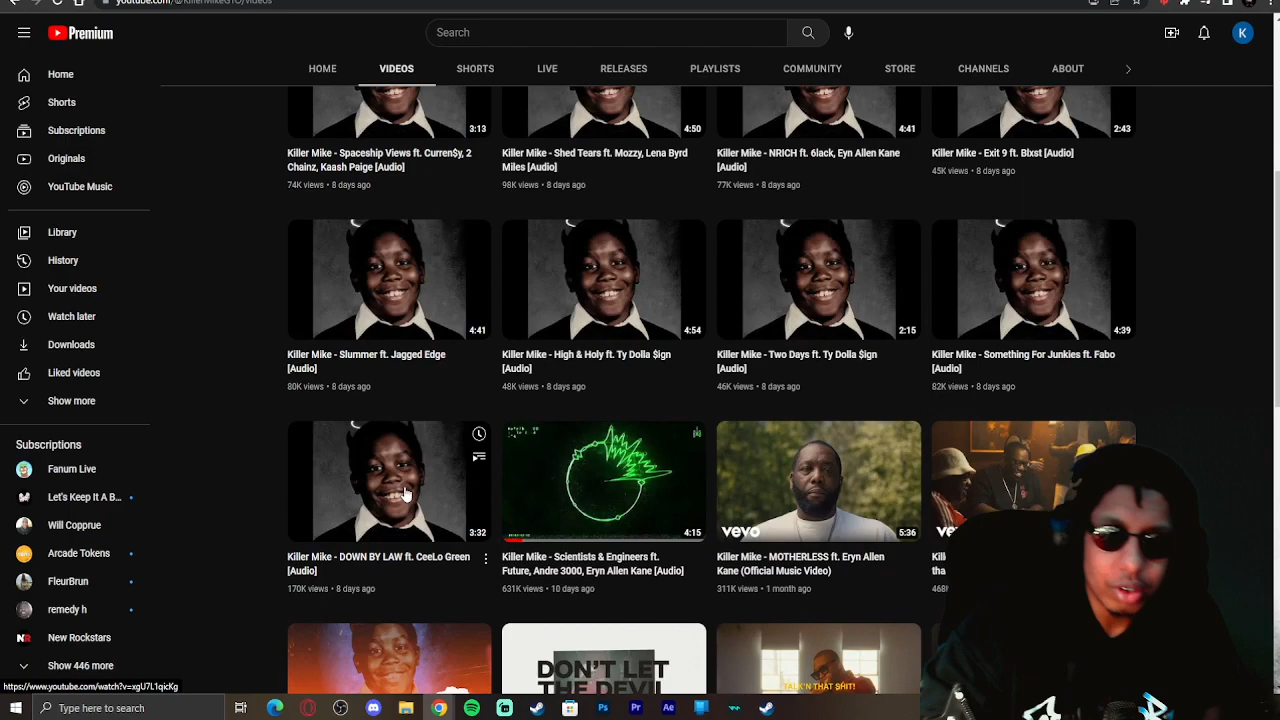 youtube.com/@KillerMikeGTO/videos
Premium
Search
K
HOME
VIDEOS
SHORTS
LIVE
RELEASES
PLAYLISTS
COMMUNITY
STORE
CHANNELS
ABOUT
Home
Shorts
Subscriptions
Originals
YouTube Music
Library
History
Your videos
Watch later
Downloads
Liked videos
Show more
Subscriptions
Fanum Live
Let's Keep It A B...
Will Copprue
Arcade Tokens
FleurBrun
remedy h
New Rockstars
Show 446 more
3:13
Killer Mike - Spaceship Views ft. Curren$y, 2
Chainz, Kaash Paige [Audio]
74K views • 8 days ago
4:50
Killer Mike - Shed Tears ft. Mozzy, Lena Byrd
Miles [Audio]
98K views • 8 days ago
4:41
Killer Mike - NRICH ft. 6lack, Eyn Allen Kane
[Audio]
77K views • 8 days ago
2:43
Killer Mike - Exit 9 ft. Blxst [Audio]
45K views • 8 days ago
4:41
Killer Mike - Slummer ft. Jagged Edge
[Audio]
80K views • 8 days ago
4:54
Killer Mike - High & Holy ft. Ty Dolla $ign
[Audio]
48K views • 8 days ago
2:15
Killer Mike - Two Days ft. Ty Dolla $ign
[Audio]
46K views • 8 days ago
4:39
Killer Mike - Something For Junkies ft. Fabo
[Audio]
82K views • 8 days ago
3:32
Killer Mike - DOWN BY LAW ft. CeeLo Green
[Audio]
170K views • 8 days ago
4:15
Killer Mike - Scientists & Engineers ft.
Future, Andre 3000, Eryn Allen Kane [Audio]
631K views • 10 days ago
vevo
5:36
Killer Mike - MOTHERLESS ft. Eryn Allen
Kane (Official Music Video)
311K views • 1 month ago
DON'T LET
THE DEVIL
TALK'N THAT $HIT!
https://www.youtube.com/watch?v=xgU7L1qicKg
Type here to search